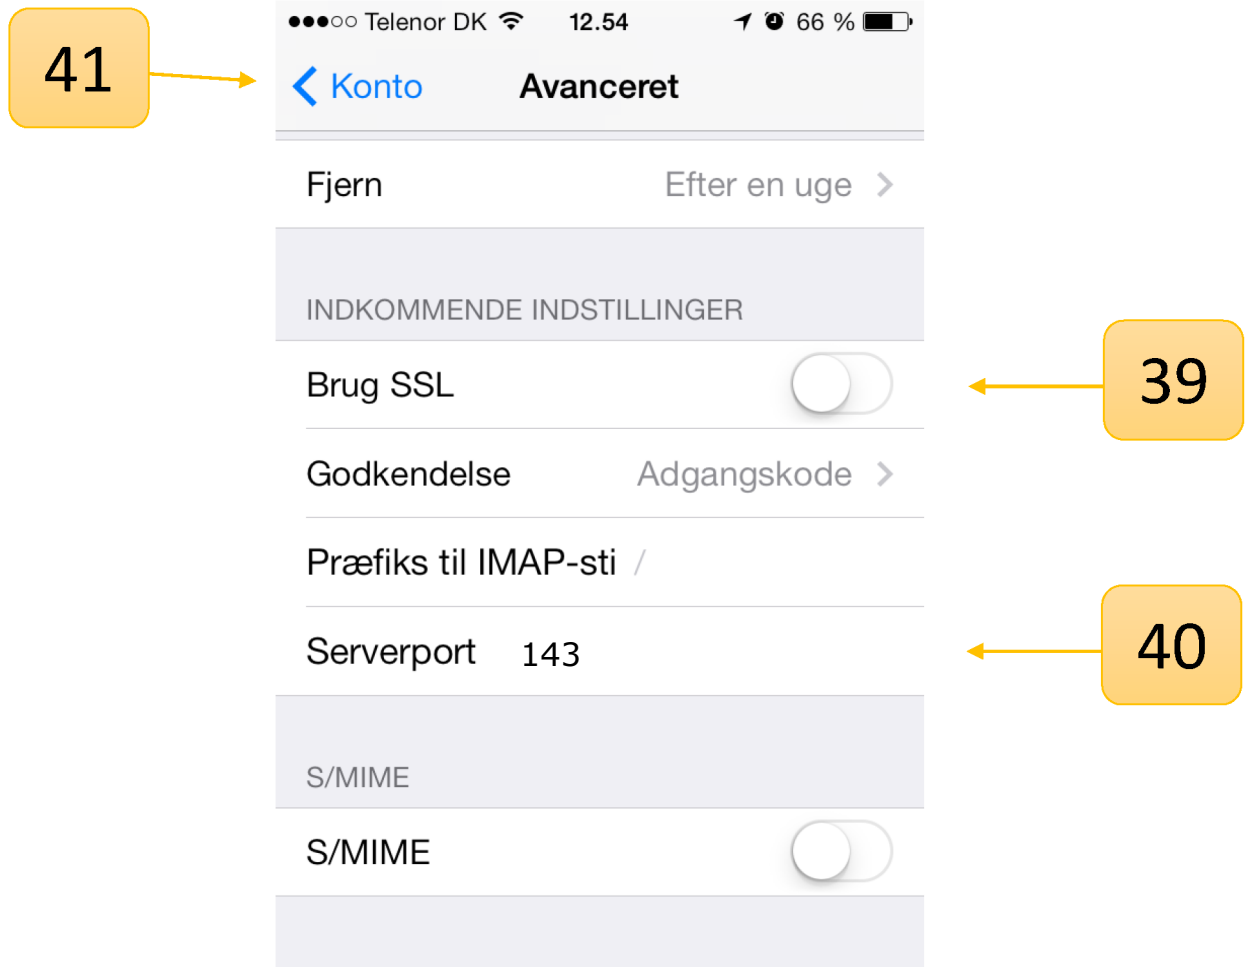 Telenor DK 12.54 66 %
41
Konto Avanceret
Fjern Efter en uge
INDKOMMENDE INDSTILLINGER
Brug SSL
39
Godkendelse Adgangskode
Præfiks til IMAP-sti /
Serverport 143
40
S/MIME
S/MIME